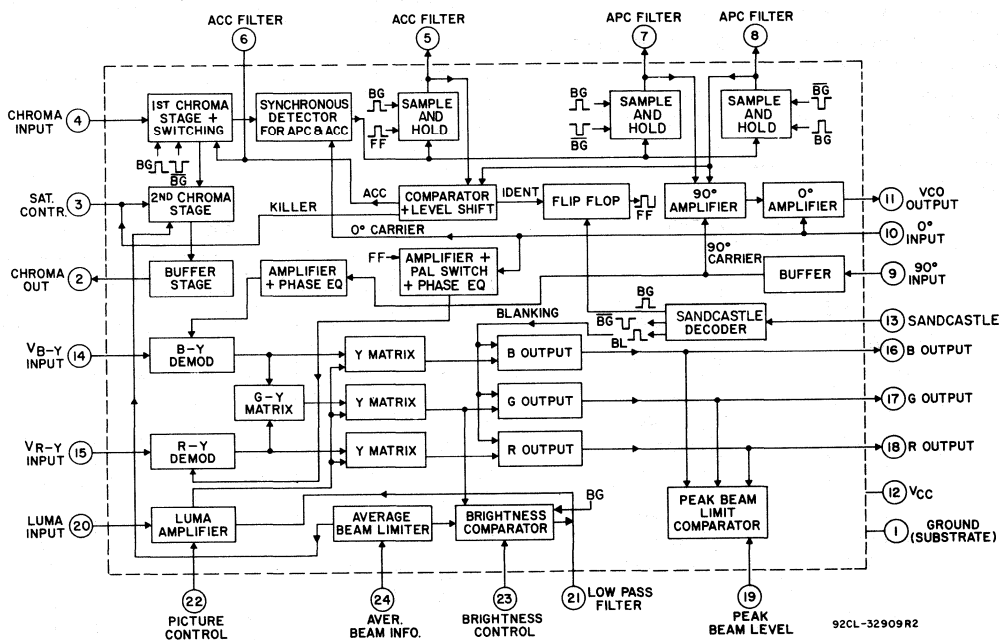 ACC FILTER
6
ACC FILTER
5
APC FILTER
7
APC FILTER
8
CHROMA INPUT
4
1ST CHROMA
STAGE +
SWITCHING
SYNCHRONOUS
DETECTOR
FOR APC & ACC
BG
FF
SAMPLE
AND
HOLD
BG
B̅G̅
SAMPLE
AND
HOLD
SAMPLE
AND
HOLD
B̅G̅
BG
BG
B̅G̅
SAT.
CONTR.
3
2ND CHROMA
STAGE
KILLER
ACC
COMPARATOR
+ LEVEL SHIFT
IDENT
FLIP FLOP
FF
90°
AMPLIFIER
0°
AMPLIFIER
11
VCO
OUTPUT
0° CARRIER
10
0°
INPUT
CHROMA
OUT
2
BUFFER
STAGE
AMPLIFIER
+ PHASE EQ
FF
AMPLIFIER +
PAL SWITCH
+ PHASE EQ
90°
CARRIER
BUFFER
9
90°
INPUT
BG
BLANKING
B̅G̅
BL
SANDCASTLE
DECODER
13
SANDCASTLE
VB-Y
INPUT
14
B-Y
DEMOD
Y MATRIX
B OUTPUT
16
B OUTPUT
G-Y
MATRIX
Y MATRIX
G OUTPUT
17
G OUTPUT
VR-Y
INPUT
15
R-Y
DEMOD
Y MATRIX
R OUTPUT
18
R OUTPUT
LUMA
INPUT
20
LUMA
AMPLIFIER
AVERAGE
BEAM LIMITER
BRIGHTNESS
COMPARATOR
BG
PEAK BEAM
LIMIT
COMPARATOR
12
VCC
1
GROUND
(SUBSTRATE)
22
PICTURE
CONTROL
24
AVER.
BEAM INFO.
23
BRIGHTNESS
CONTROL
21
LOW PASS
FILTER
19
PEAK
BEAM LEVEL
92CL-32909R2